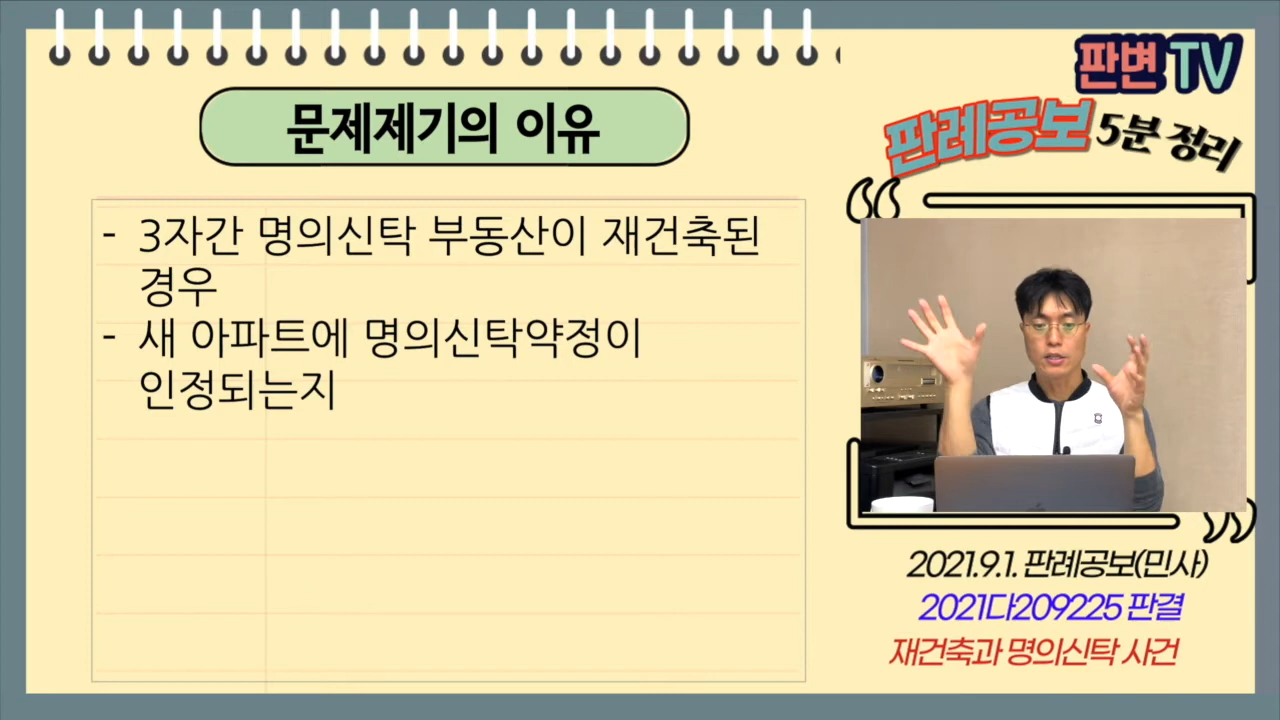 판변 TV
판례공보 5분 정리
문제제기의 이유
- 3자간 명의신탁 부동산이 재건축된
경우
- 새 아파트에 명의신탁약정이
인정되는지
2021.9.1. 판례공보(민사)
2021다209225 판결
재건축과 명의신탁 사건